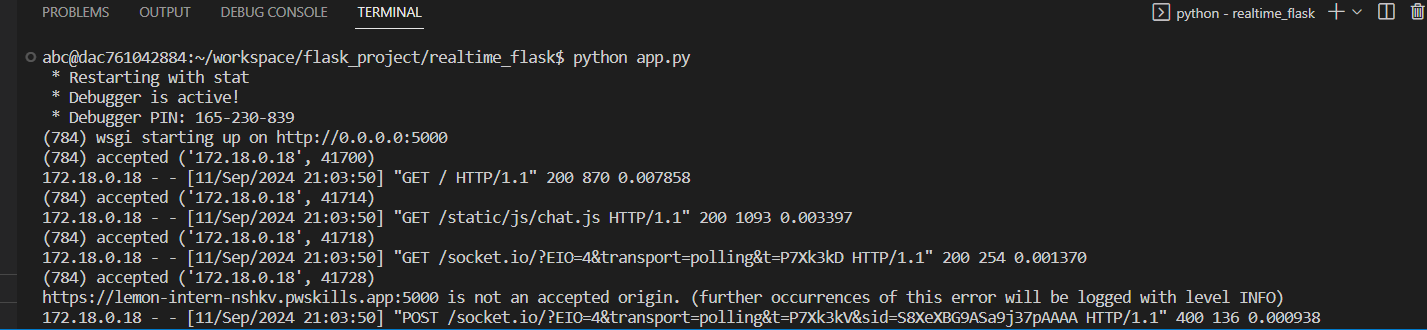 PROBLEMS OUTPUT DEBUG CONSOLE TERMINAL python - realtime_flask
abc@dac761042884:~/workspace/flask_project/realtime_flask$ python app.py
* Restarting with stat
* Debugger is active!
* Debugger PIN: 165-230-839
(784) wsgi starting up on http://0.0.0.0:5000
(784) accepted ('172.18.0.18', 41700)
172.18.0.18 - - [11/Sep/2024 21:03:50] "GET / HTTP/1.1" 200 870 0.007858
(784) accepted ('172.18.0.18', 41714)
172.18.0.18 - - [11/Sep/2024 21:03:50] "GET /static/js/chat.js HTTP/1.1" 200 1093 0.003397
(784) accepted ('172.18.0.18', 41718)
172.18.0.18 - - [11/Sep/2024 21:03:50] "GET /socket.io/?EIO=4&transport=polling&t=P7Xk3kD HTTP/1.1" 200 254 0.001370
(784) accepted ('172.18.0.18', 41728)
https://lemon-intern-nshkv.pwskills.app:5000 is not an accepted origin. (further occurrences of this error will be logged with level INFO)
172.18.0.18 - - [11/Sep/2024 21:03:50] "POST /socket.io/?EIO=4&transport=polling&t=P7Xk3kV&sid=S8XeXBG9ASa9j37pAAAA HTTP/1.1" 400 136 0.000938